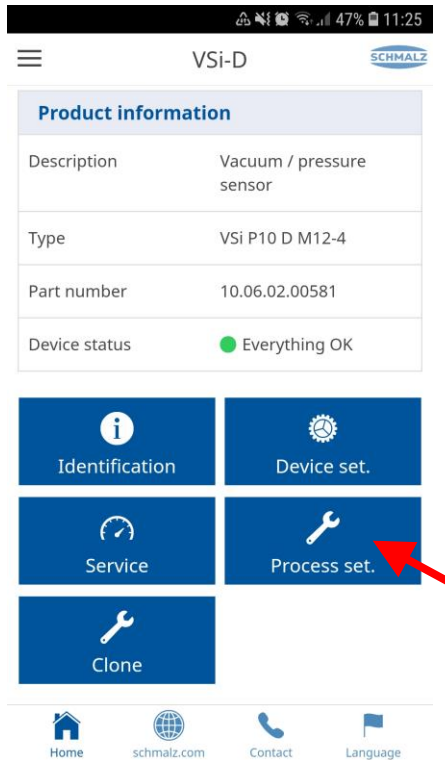 47% 11:25
VSi-D
SCHMALZ
Product information
Description Vacuum / pressure
sensor
Type VSi P10 D M12-4
Part number 10.06.02.00581
Device status Everything OK
i
Identification Device set.
Service Process set.
Clone
Home schmalz.com Contact Language